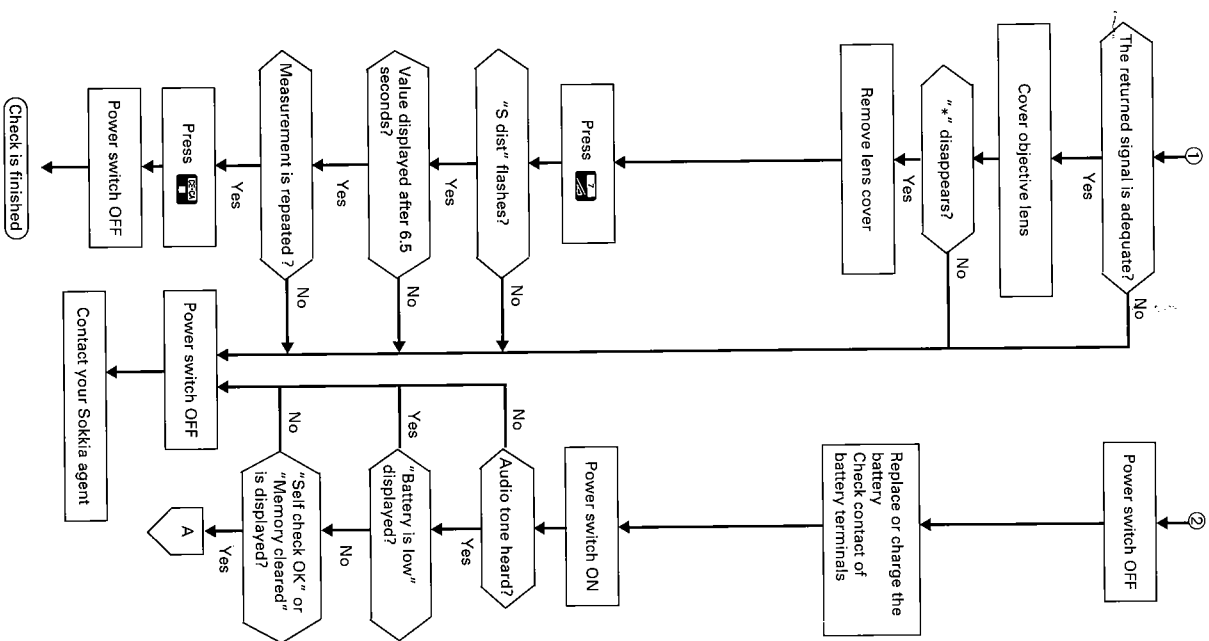 ①
The returned signal is adequate?
Yes
No
Cover objective lens
"*" disappears?
Yes
No
Remove lens cover
Press 7
"S dist" flashes?
Yes
No
Value displayed after 6.5
seconds?
Yes
No
Measurement is repeated ?
Yes
No
Press CE·CA
Power switch OFF
Check is finished
②
Power switch OFF
Replace or charge the
battery
Check contact of
battery terminals
Power switch ON
Audio tone heard?
No
Yes
"Battery is low"
displayed?
Yes
No
"Self check OK" or
"Memory cleared"
is displayed?
No
Yes
A
Power switch OFF
Contact your Sokkia agent